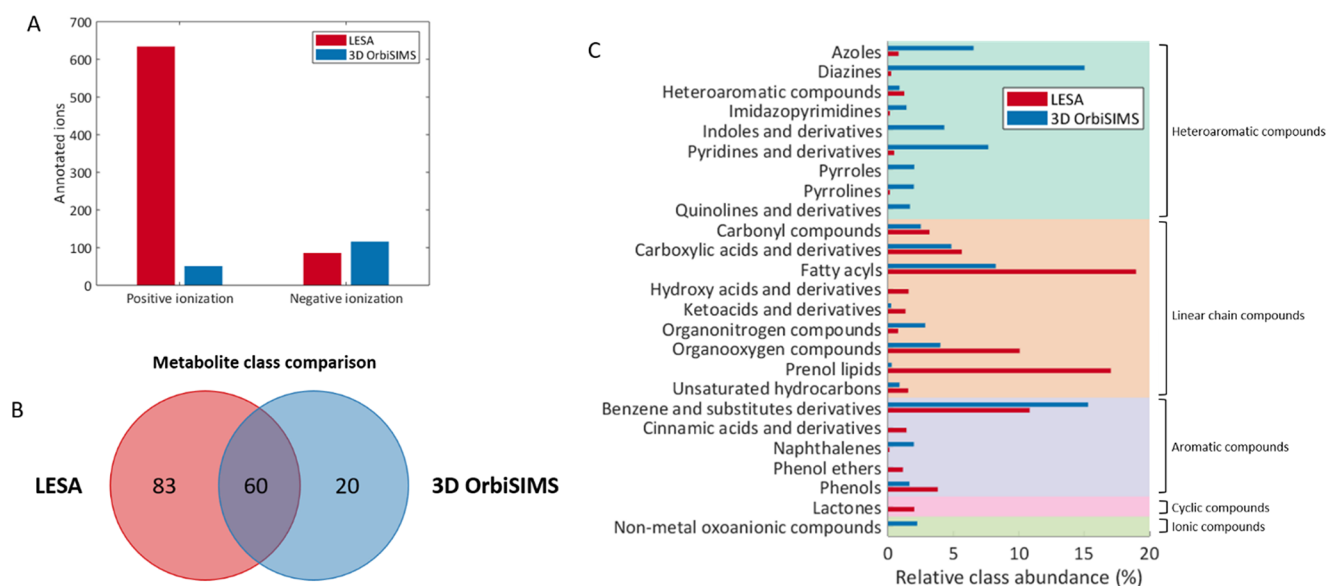 A
700
600
500
400
300
200
100
0
Annotated ions
LESA
3D OrbiSIMS
Positive ionization
Negative ionization
Metabolite class comparison
B
LESA
83
60
20
3D OrbiSIMS
C
Azoles
Diazines
Heteroaromatic compounds
Imidazopyrimidines
Indoles and derivatives
Pyridines and derivatives
Pyrroles
Pyrrolines
Quinolines and derivatives
Carbonyl compounds
Carboxylic acids and derivatives
Fatty acyls
Hydroxy acids and derivatives
Ketoacids and derivatives
Organonitrogen compounds
Organooxygen compounds
Prenol lipids
Unsaturated hydrocarbons
Benzene and substitutes derivatives
Cinnamic acids and derivatives
Naphthalenes
Phenol ethers
Phenols
Lactones
Non-metal oxoanionic compounds
LESA
3D OrbiSIMS
Heteroaromatic compounds
Linear chain compounds
Aromatic compounds
Cyclic compounds
Ionic compounds
0 5 10 15 20
Relative class abundance (%)